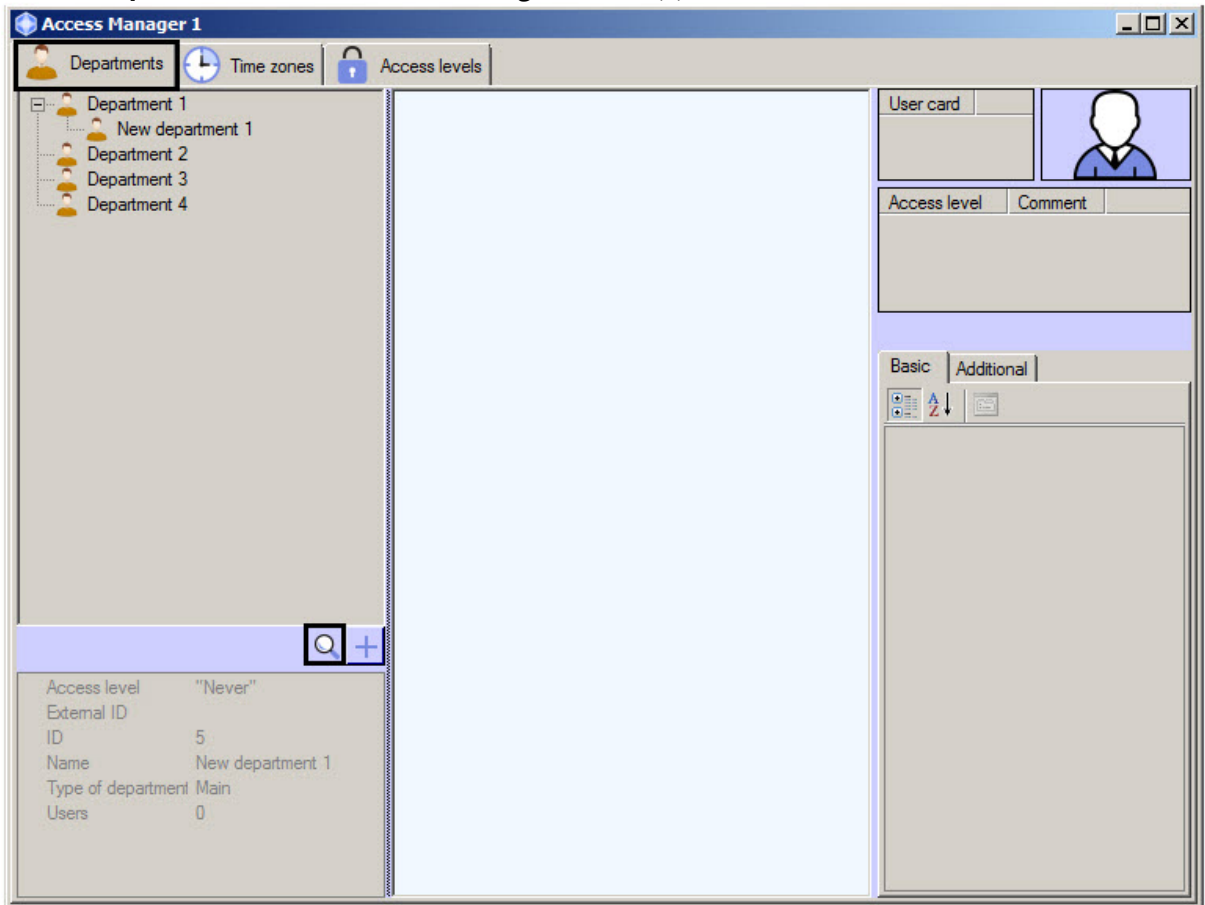 Access Manager 1
Departments
Time zones
Access levels
Department 1
New department 1
Department 2
Department 3
Department 4
Access level "Never"
External ID
ID 5
Name New department 1
Type of department Main
Users 0
User card
Access level Comment
Basic Additional